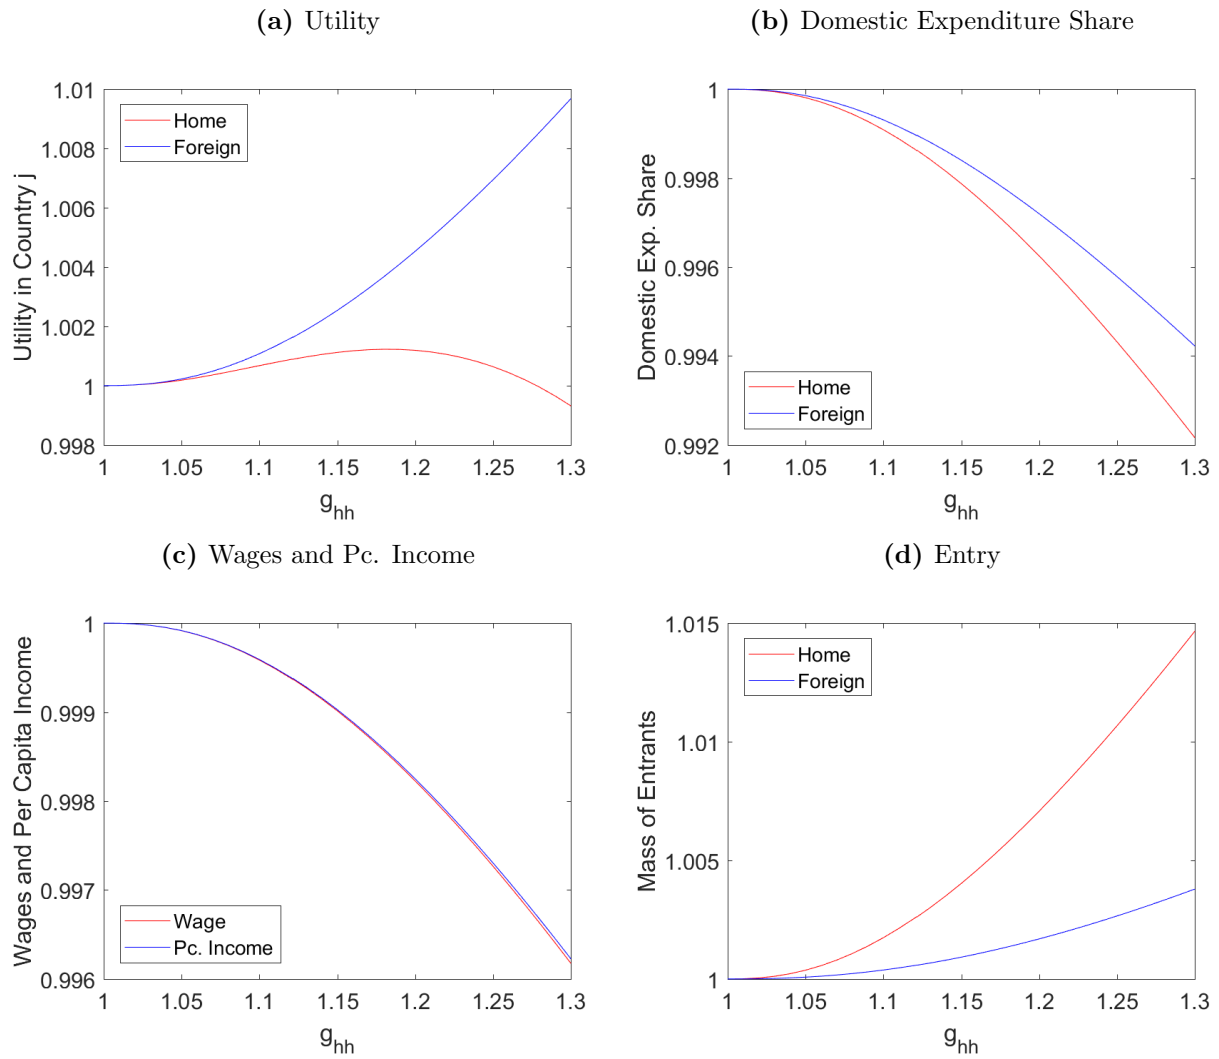 (a) Utility
1.01
1.008
1.006
1.004
1.002
1
0.998
Utility in Country j
Home
Foreign
1 1.05 1.1 1.15 1.2 1.25 1.3
g_hh
(b) Domestic Expenditure Share
1
0.998
0.996
0.994
0.992
Domestic Exp. Share
Home
Foreign
1 1.05 1.1 1.15 1.2 1.25 1.3
g_hh
(c) Wages and Pc. Income
1
0.999
0.998
0.997
0.996
Wages and Per Capita Income
Wage
Pc. Income
1 1.05 1.1 1.15 1.2 1.25 1.3
g_hh
(d) Entry
1.015
1.01
1.005
1
Mass of Entrants
Home
Foreign
1 1.05 1.1 1.15 1.2 1.25 1.3
g_hh